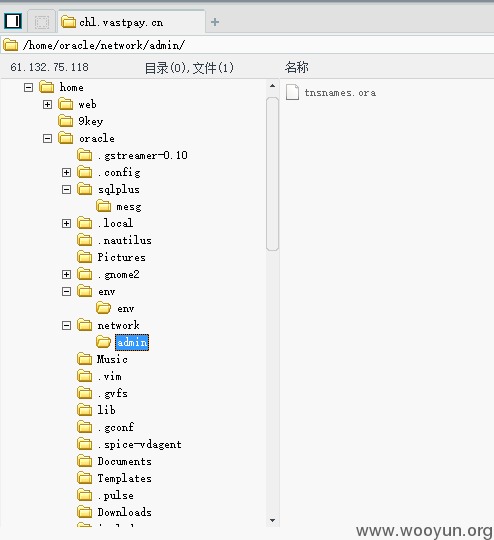 chl.vastpay.cn
/home/oracle/network/admin/
61.132.75.118 目录(0),文件(1) 名称
home
web
9key
oracle
.gstreamer-0.10
.config
sqlplus
mesg
.local
.nautilus
Pictures
.gnome2
env
env
network
admin
Music
.vim
.gvfs
lib
.gconf
.spice-vdagent
Documents
Templates
.pulse
Downloads
tnsnames.ora
www.wooyun.org